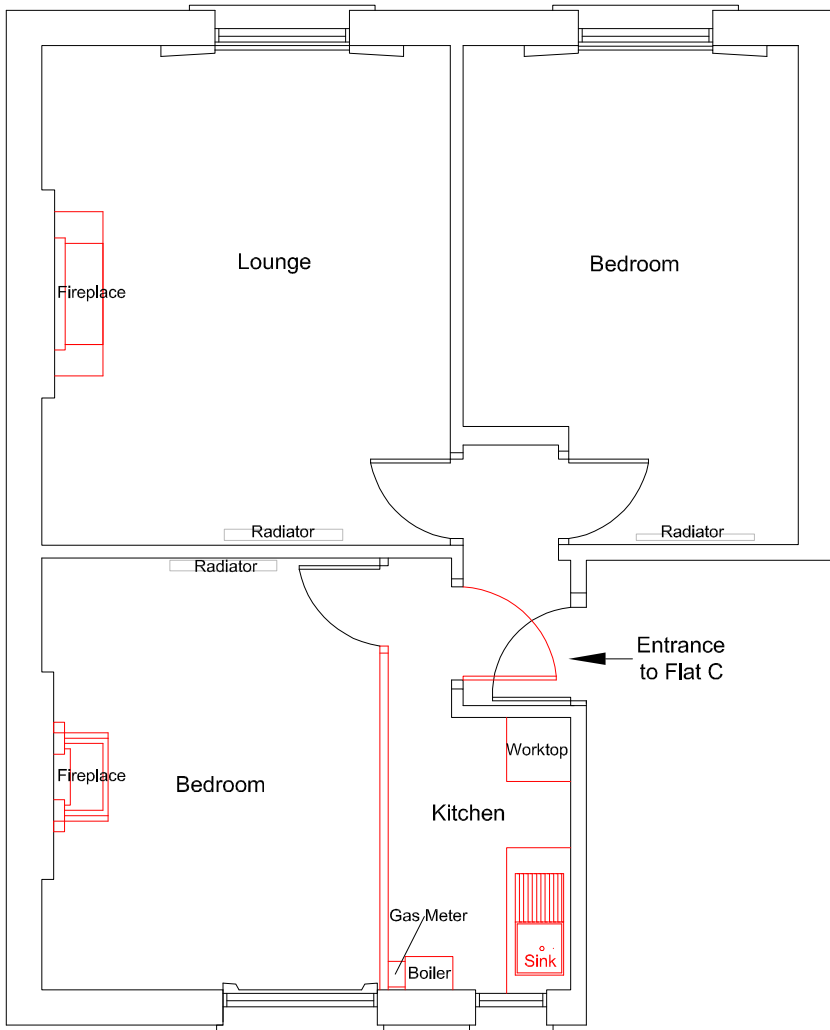 Lounge
Bedroom
Fireplace
Radiator
Radiator
Radiator
Entrance
to Flat C
Worktop
Fireplace
Bedroom
Kitchen
Gas Meter
Sink
Boiler